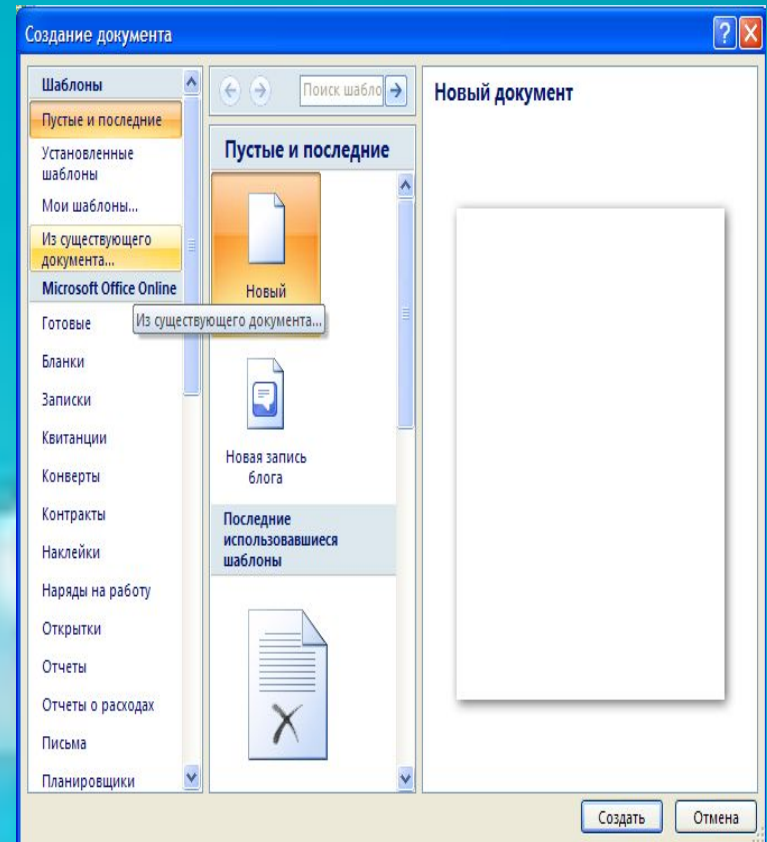 Создание документа
Шаблоны
Пустые и последние
Установленные
шаблоны
Мои шаблоны...
Из существующего
документа...
Microsoft Office Online
Готовые
Бланки
Записки
Квитанции
Конверты
Контракты
Наклейки
Наряды на работу
Открытки
Отчеты
Отчеты о расходах
Письма
Планировщики
Поиск шабло
Пустые и последние
Новый
Из существующего документа...
Новая запись
блога
Последние
использовавшиеся
шаблоны
Новый документ
Создать
Отмена